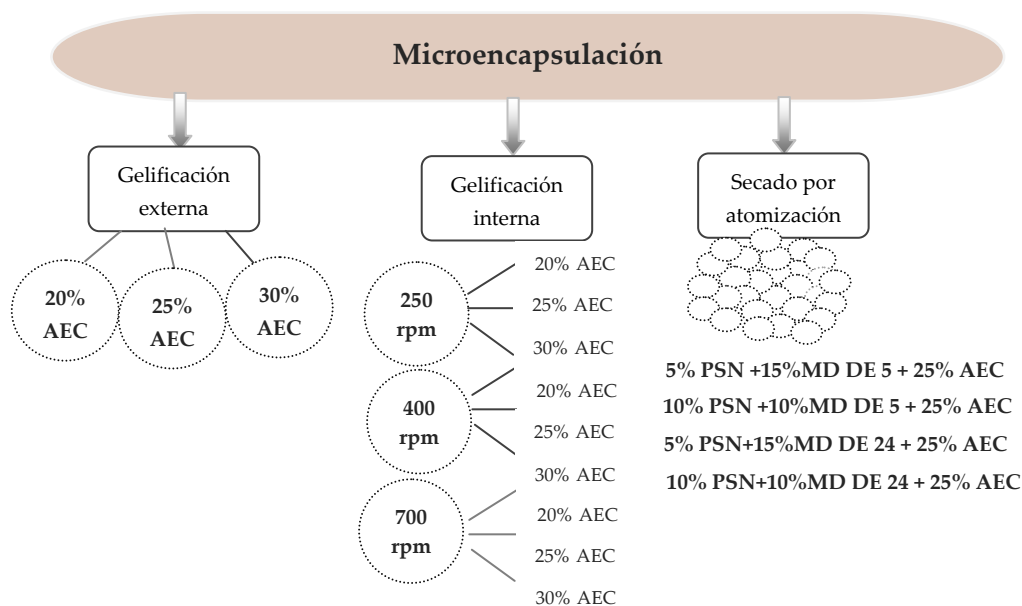 Microencapsulación
Gelificación
externa
20%
AEC
25%
AEC
30%
AEC
Gelificación
interna
250
rpm
20% AEC
25% AEC
30% AEC
400
rpm
20% AEC
25% AEC
30% AEC
700
rpm
20% AEC
25% AEC
30% AEC
Secado por
atomización
5% PSN +15%MD DE 5 + 25% AEC
10% PSN +10%MD DE 5 + 25% AEC
5% PSN+15%MD DE 24 + 25% AEC
10% PSN+10%MD DE 24 + 25% AEC